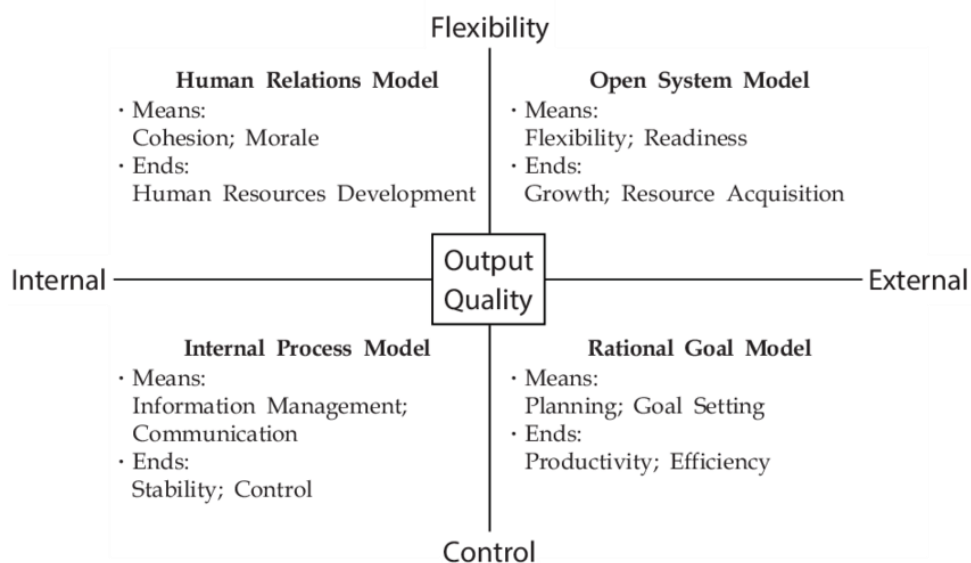 Flexibility
Human Relations Model
· Means:
Cohesion; Morale
· Ends:
Human Resources Development
Open System Model
· Means:
Flexibility; Readiness
· Ends:
Growth; Resource Acquisition
Internal
Output
Quality
External
Internal Process Model
· Means:
Information Management;
Communication
· Ends:
Stability; Control
Rational Goal Model
· Means:
Planning; Goal Setting
· Ends:
Productivity; Efficiency
Control